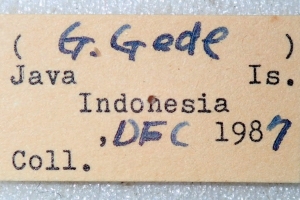 ( G. Gede )
Java Is.
Indonesia
, DEC 1987
Coll.